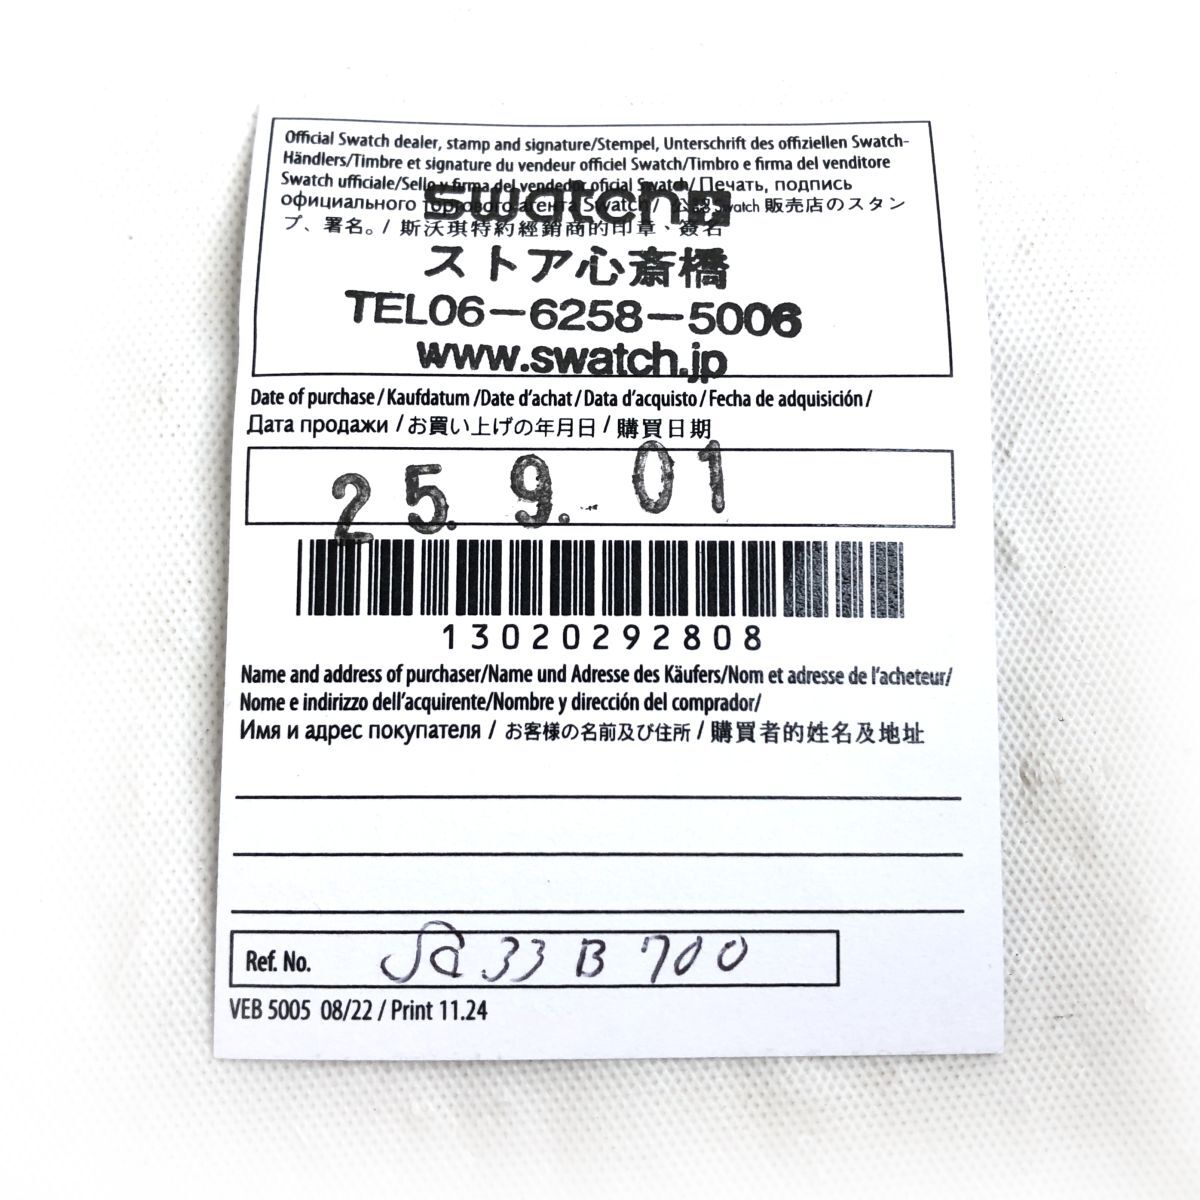 Official Swatch dealer, stamp and signature/Stempel, Unterschrift des offiziellen Swatch-
Händlers/Timbre et signature du vendeur officiel Swatch/Timbro e firma del venditore
Swatch ufficiale/Sello y firma del vendedor oficial Swatch/Печать, подпись
официального торгового агента Swatch/ 公認Swatch 販売店のスタン
プ、署名。/ 斯沃琪特約經銷商的印章、簽名
swatch
ストア心斎橋
TEL06-6258-5006
www.swatch.jp
Date of purchase/Kaufdatum/Date d'achat/Data d'acquisto/Fecha de adquisición/
Дата продажи/お買い上げの年月日/購買日期
25. 9. 01
13020292808
Name and address of purchaser/Name und Adresse des Käufers/Nom et adresse de l'acheteur/
Nome e indirizzo dell'acquirente/Nombre y dirección del comprador/
Имя и адрес покупателя / お客様の名前及び住所 / 購買者的姓名及地址
Ref. No. 33 B 700
VEB 5005 08/22 / Print 11.24